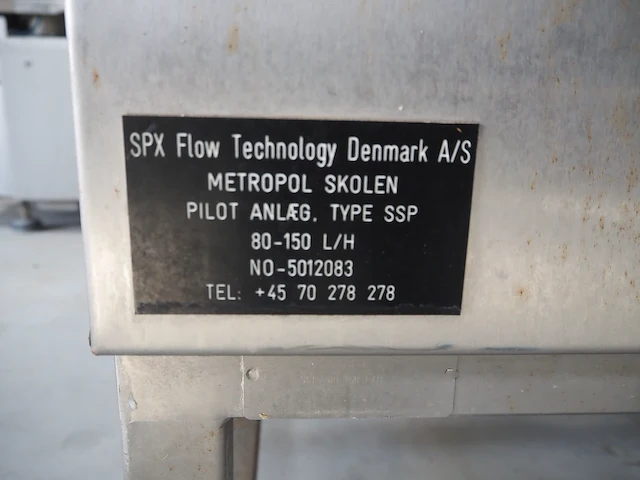 SPX Flow Technology Denmark A/S
METROPOL SKOLEN
PILOT ANLÆG. TYPE SSP
80-150 L/H
NO-5012083
TEL: +45 70 278 278